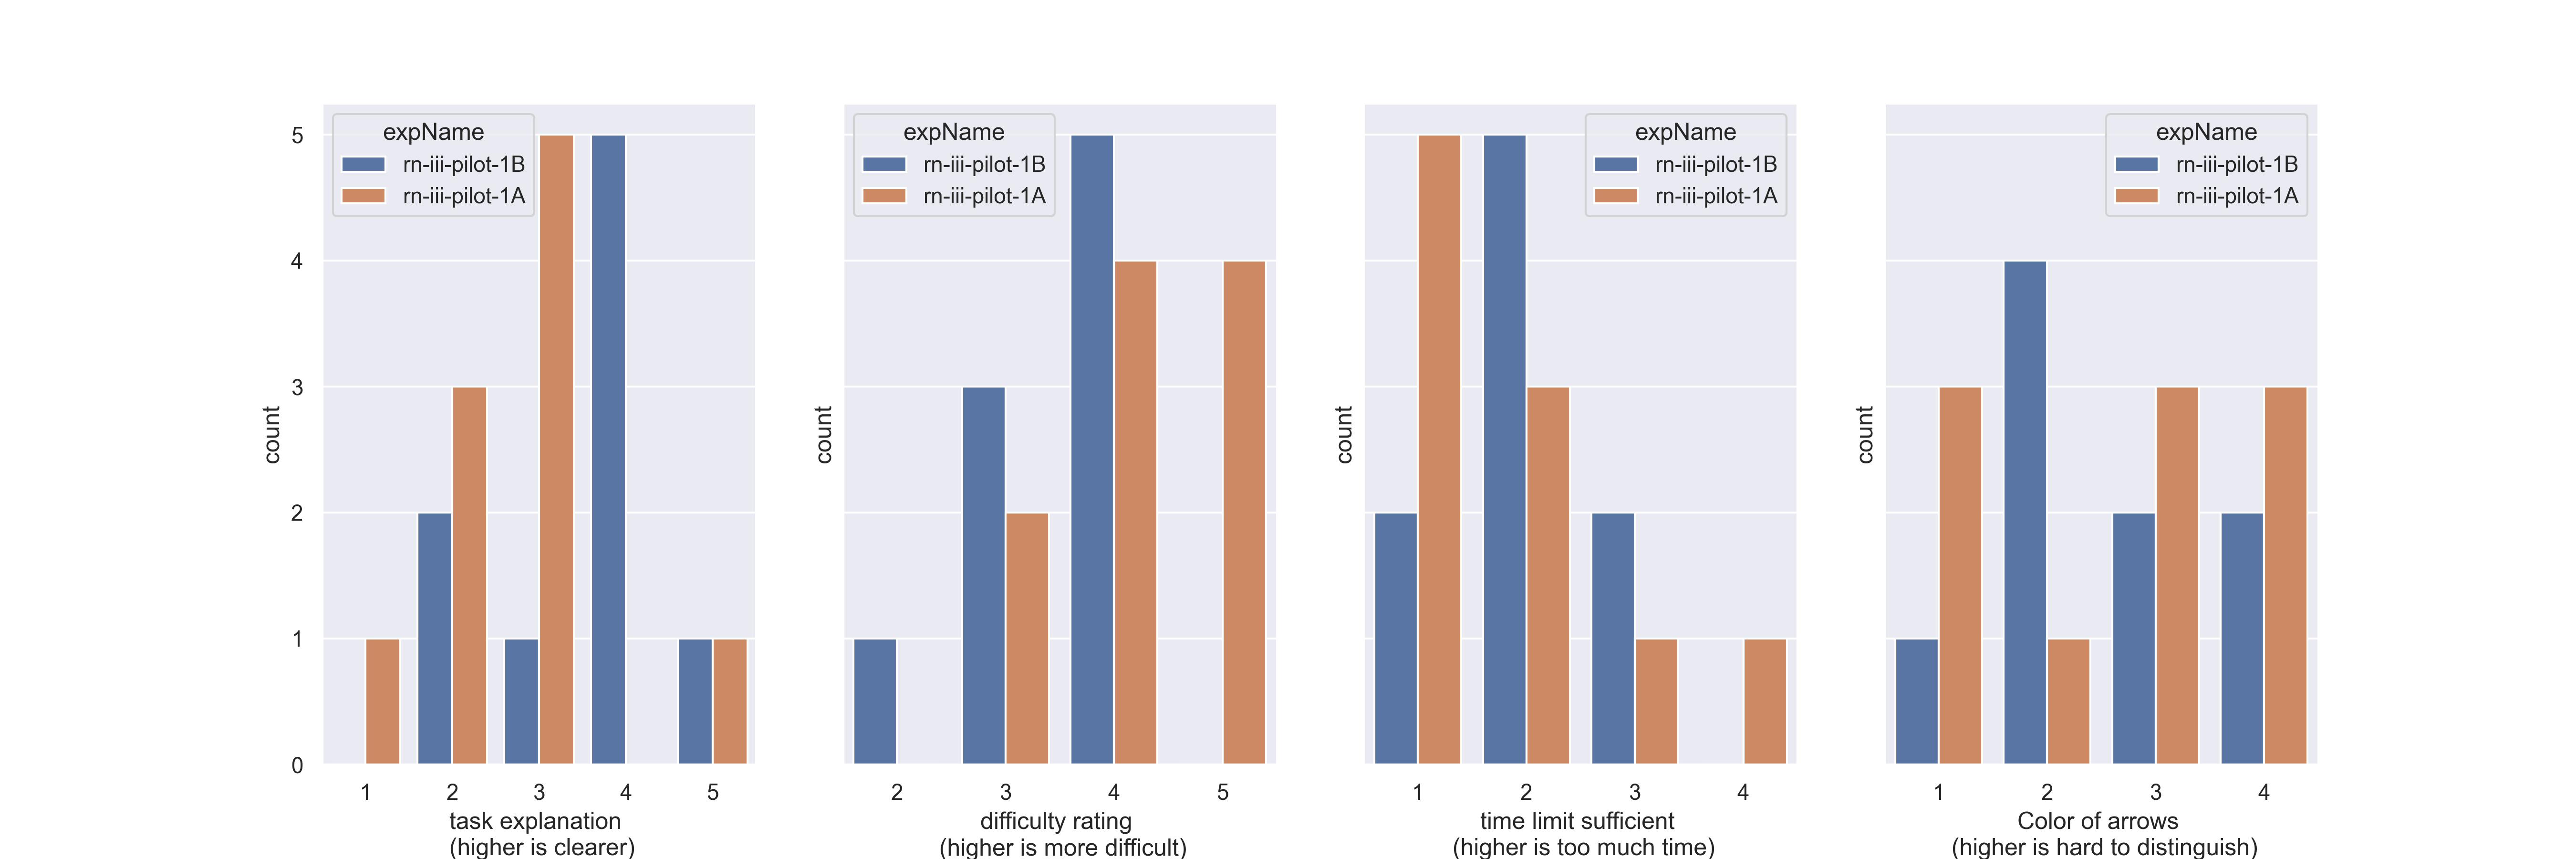 expName
rn-iii-pilot-1B
rn-iii-pilot-1A
5
4
3
2
1
0
count
1 2 3 4 5
task explanation
(higher is clearer)
expName
rn-iii-pilot-1B
rn-iii-pilot-1A
count
2 3 4 5
difficulty rating
(higher is more difficult)
expName
rn-iii-pilot-1B
rn-iii-pilot-1A
count
1 2 3 4
time limit sufficient
(higher is too much time)
expName
rn-iii-pilot-1B
rn-iii-pilot-1A
count
1 2 3 4
Color of arrows
(higher is hard to distinguish)